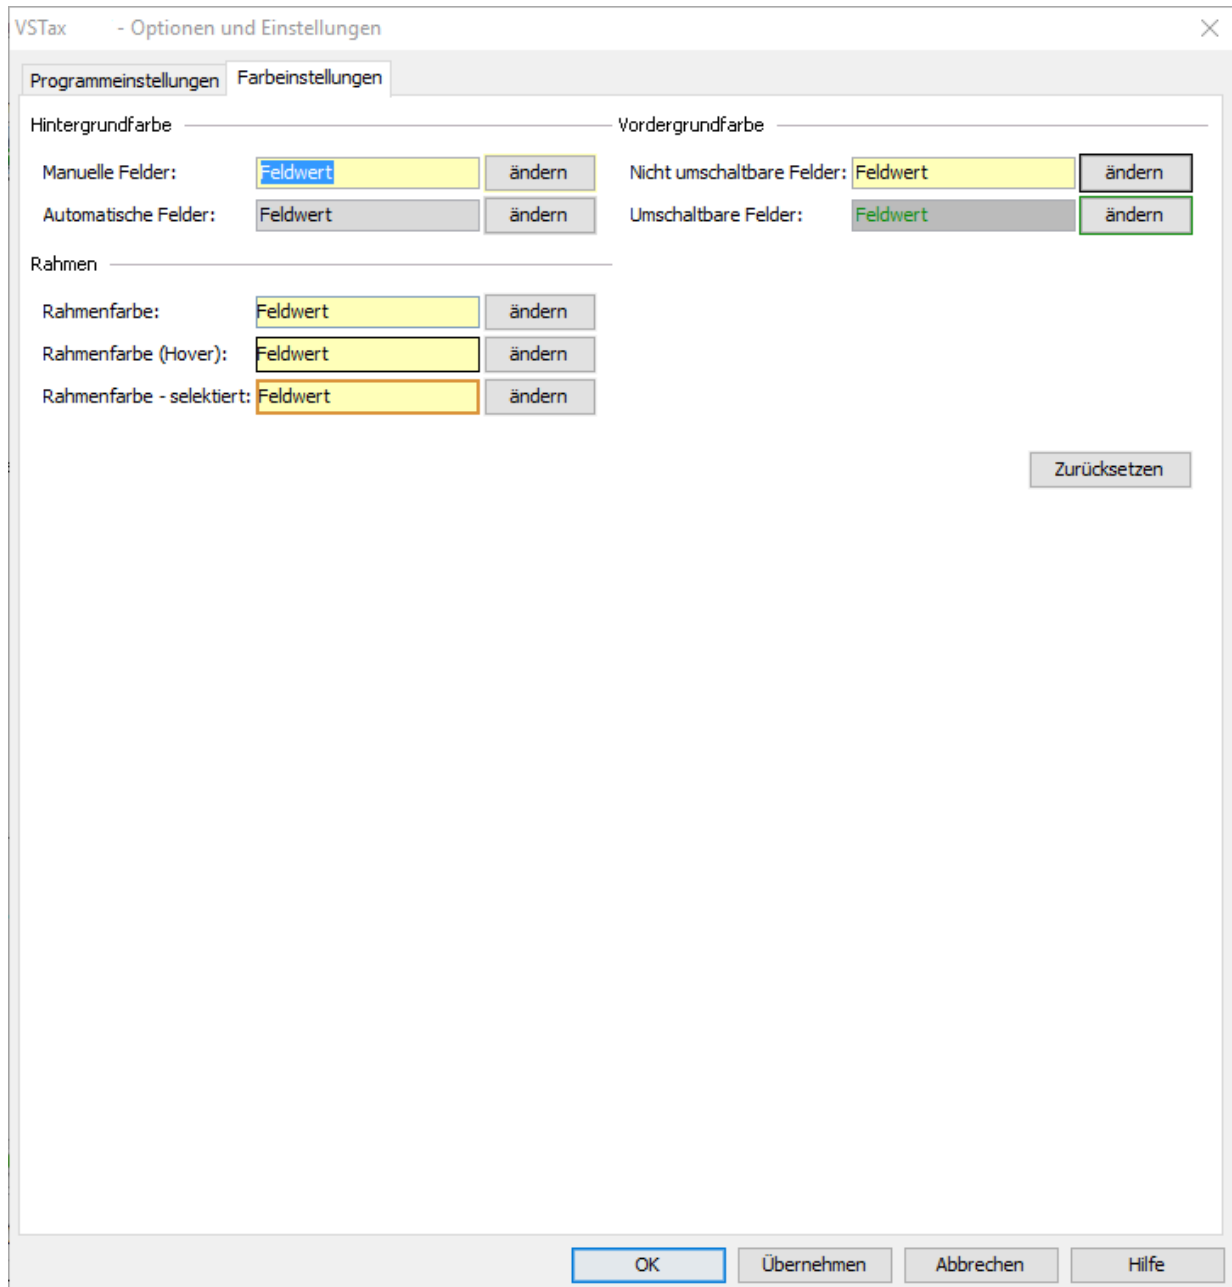 VSTax - Optionen und Einstellungen
Programmeinstellungen Farbeinstellungen
Hintergrundfarbe
Manuelle Felder: Feldwert ändern
Automatische Felder: Feldwert ändern
Vordergrundfarbe
Nicht umschaltbare Felder: Feldwert ändern
Umschaltbare Felder: Feldwert ändern
Rahmen
Rahmenfarbe: Feldwert ändern
Rahmenfarbe (Hover): Feldwert ändern
Rahmenfarbe - selektiert: Feldwert ändern
Zurücksetzen
OK Übernehmen Abbrechen Hilfe